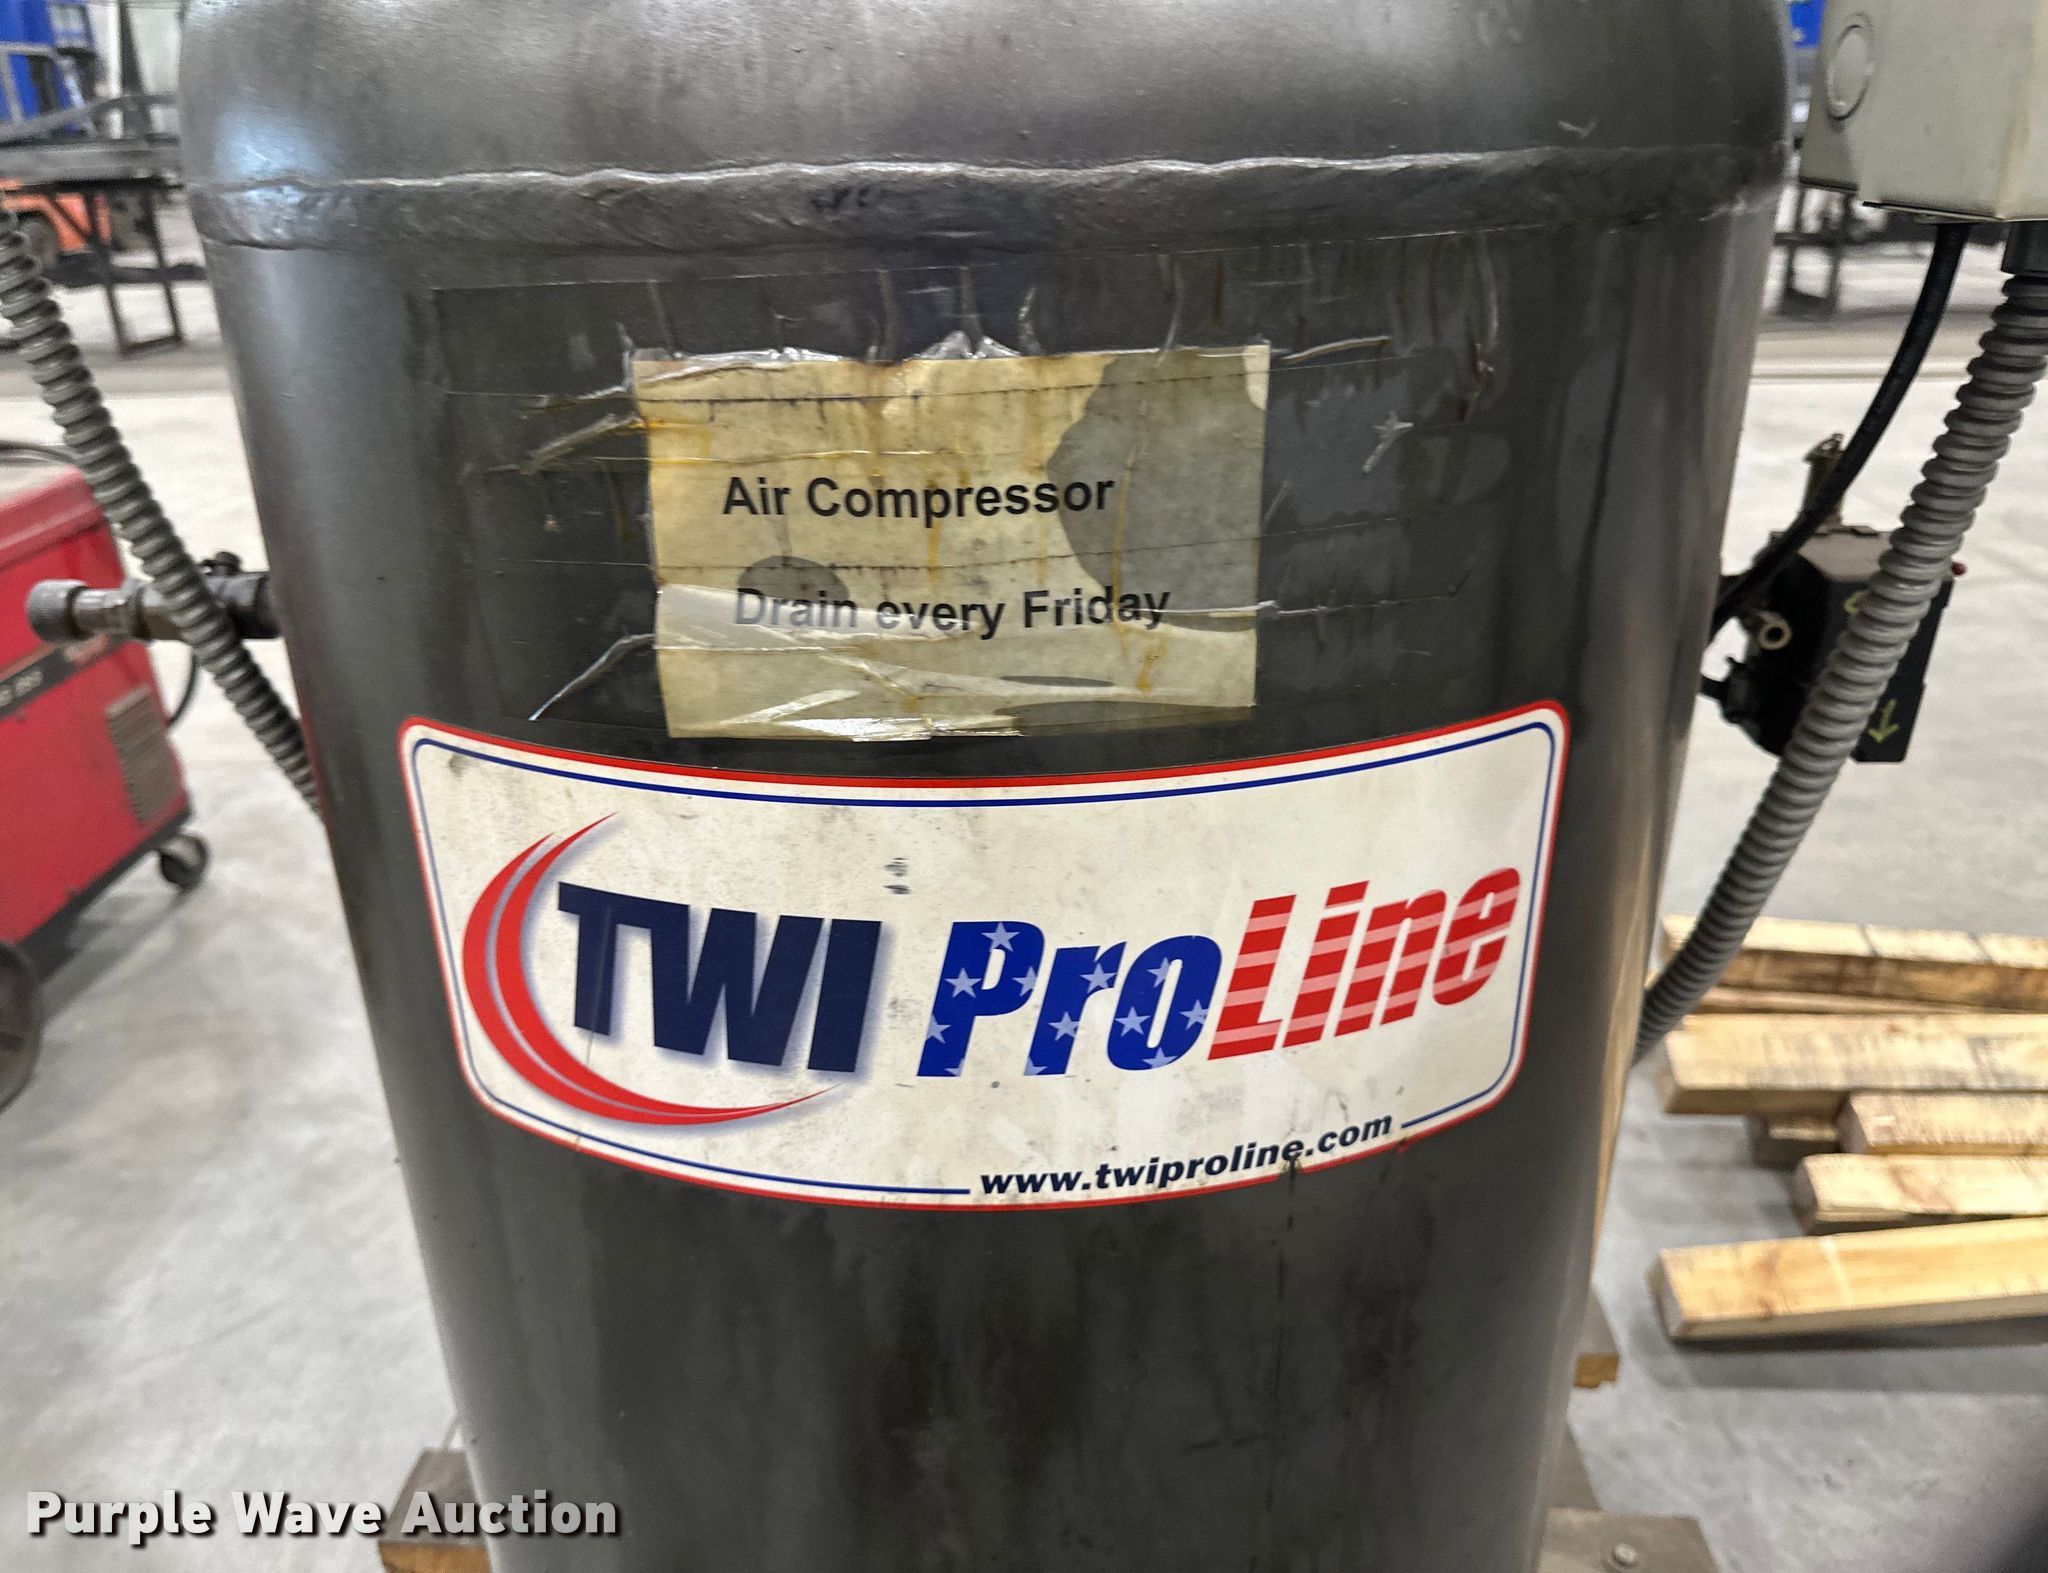 Air Compressor
Drain every Friday
TWI ProLine
www.twiproline.com
Purple Wave Auction